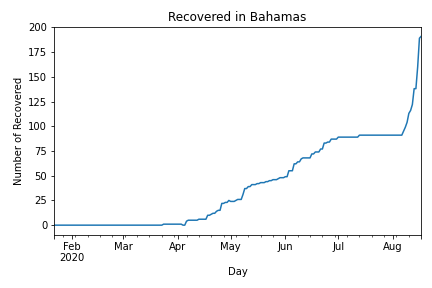 Recovered in Bahamas
Number of Recovered
200
175
150
125
100
75
50
25
0
Feb
2020
Mar
Apr
May
Jun
Jul
Aug
Day